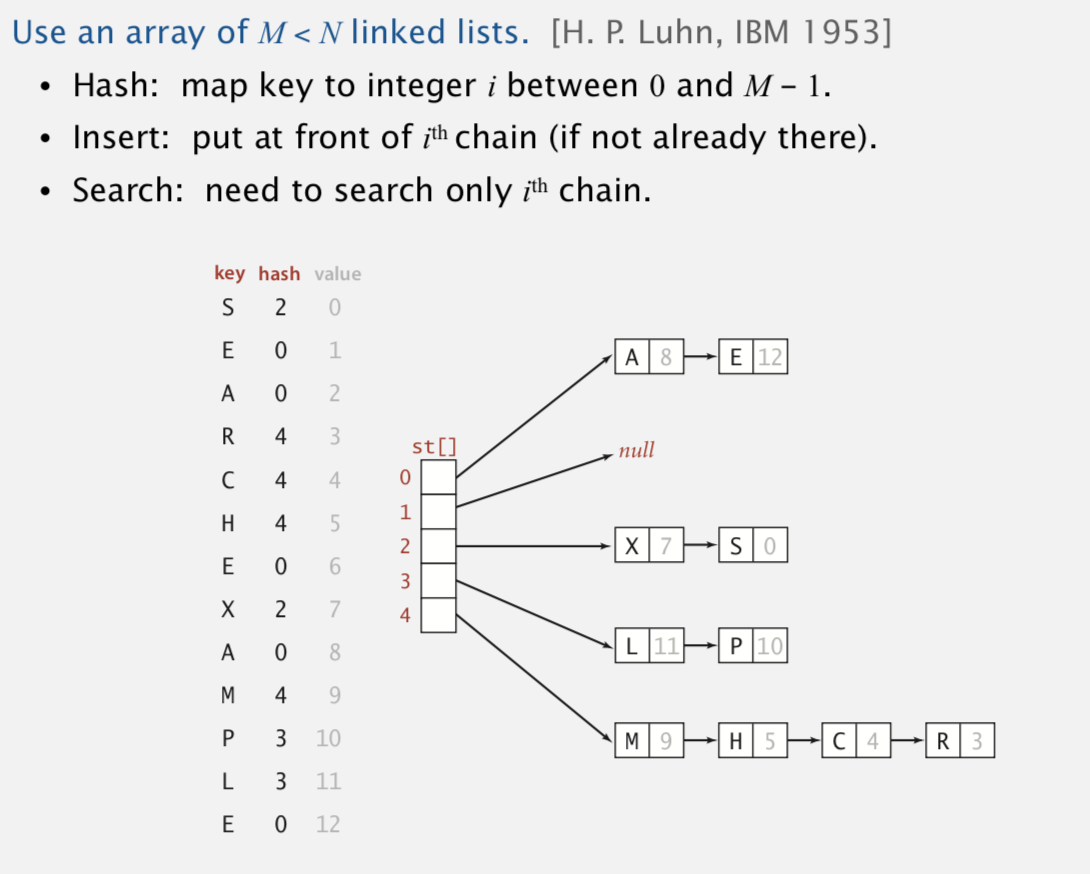 Use an array of M < N linked lists. [H. P. Luhn, IBM 1953]
• Hash: map key to integer i between 0 and M – 1.
• Insert: put at front of ith chain (if not already there).
• Search: need to search only ith chain.
key hash value
S 2 0
E 0 1
A 0 2
R 4 3
C 4 4
H 4 5
E 0 6
X 2 7
A 0 8
M 4 9
P 3 10
L 3 11
E 0 12
st[]
0
1
2
3
4
A 8 E 12
null
X 7 S 0
L 11 P 10
M 9 H 5 C 4 R 3